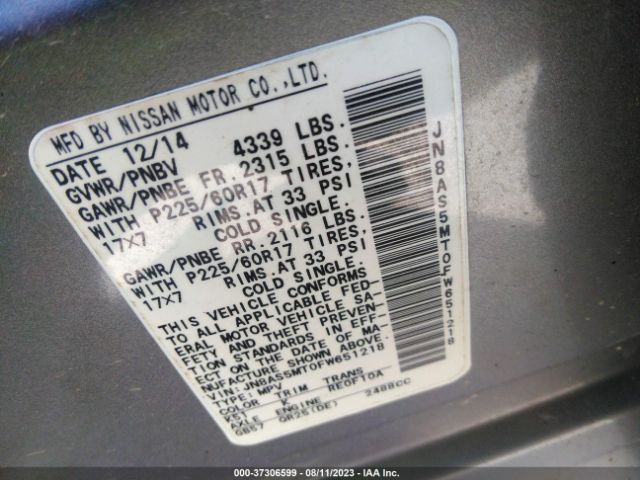 MFD BY NISSAN MOTOR CO.,LTD.
DATE 12/14
GVWR/PNBV 4339 LBS.
GAWR/PNBE FR. 2315 LBS.
WITH P225/60R17 TIRES,
17X7 RIMS.AT 33 PSI
COLD SINGLE.
GAWR/PNBE RR. 2116 LBS.
WITH P225/60R17 TIRES,
17X7 RIMS.AT 33 PSI
COLD SINGLE.
THIS VEHICLE CONFORMS
TO ALL APPLICABLE FED-
ERAL MOTOR VEHICLE SA-
FETY AND THEFT PREVEN-
TION STANDARDS IN EFF-
ECT ON THE DATE OF MA-
NUFACTURE SHOWN ABOVE.
VIN: JN8AS5MT0FW651218
TYPE: MPV
COLOR TRIM TRANS
K51 K RE0F10A
AXLE ENGINE
GB57 QR25(DE) 2488CC
JN8AS5MT0FW651218
000-37306599 - 08/11/2023 - IAA Inc.